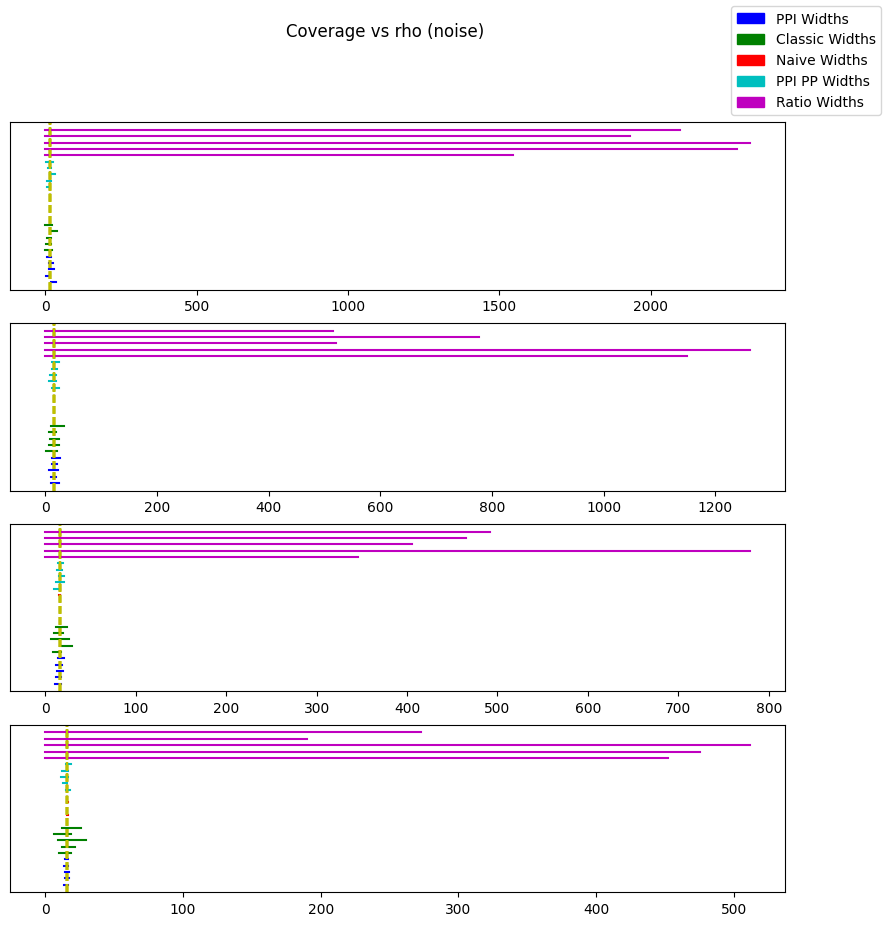 Coverage vs rho (noise)
PPI Widths
Classic Widths
Naive Widths
PPI PP Widths
Ratio Widths
0 500 1000 1500 2000
0 200 400 600 800 1000 1200
0 100 200 300 400 500 600 700 800
0 100 200 300 400 500